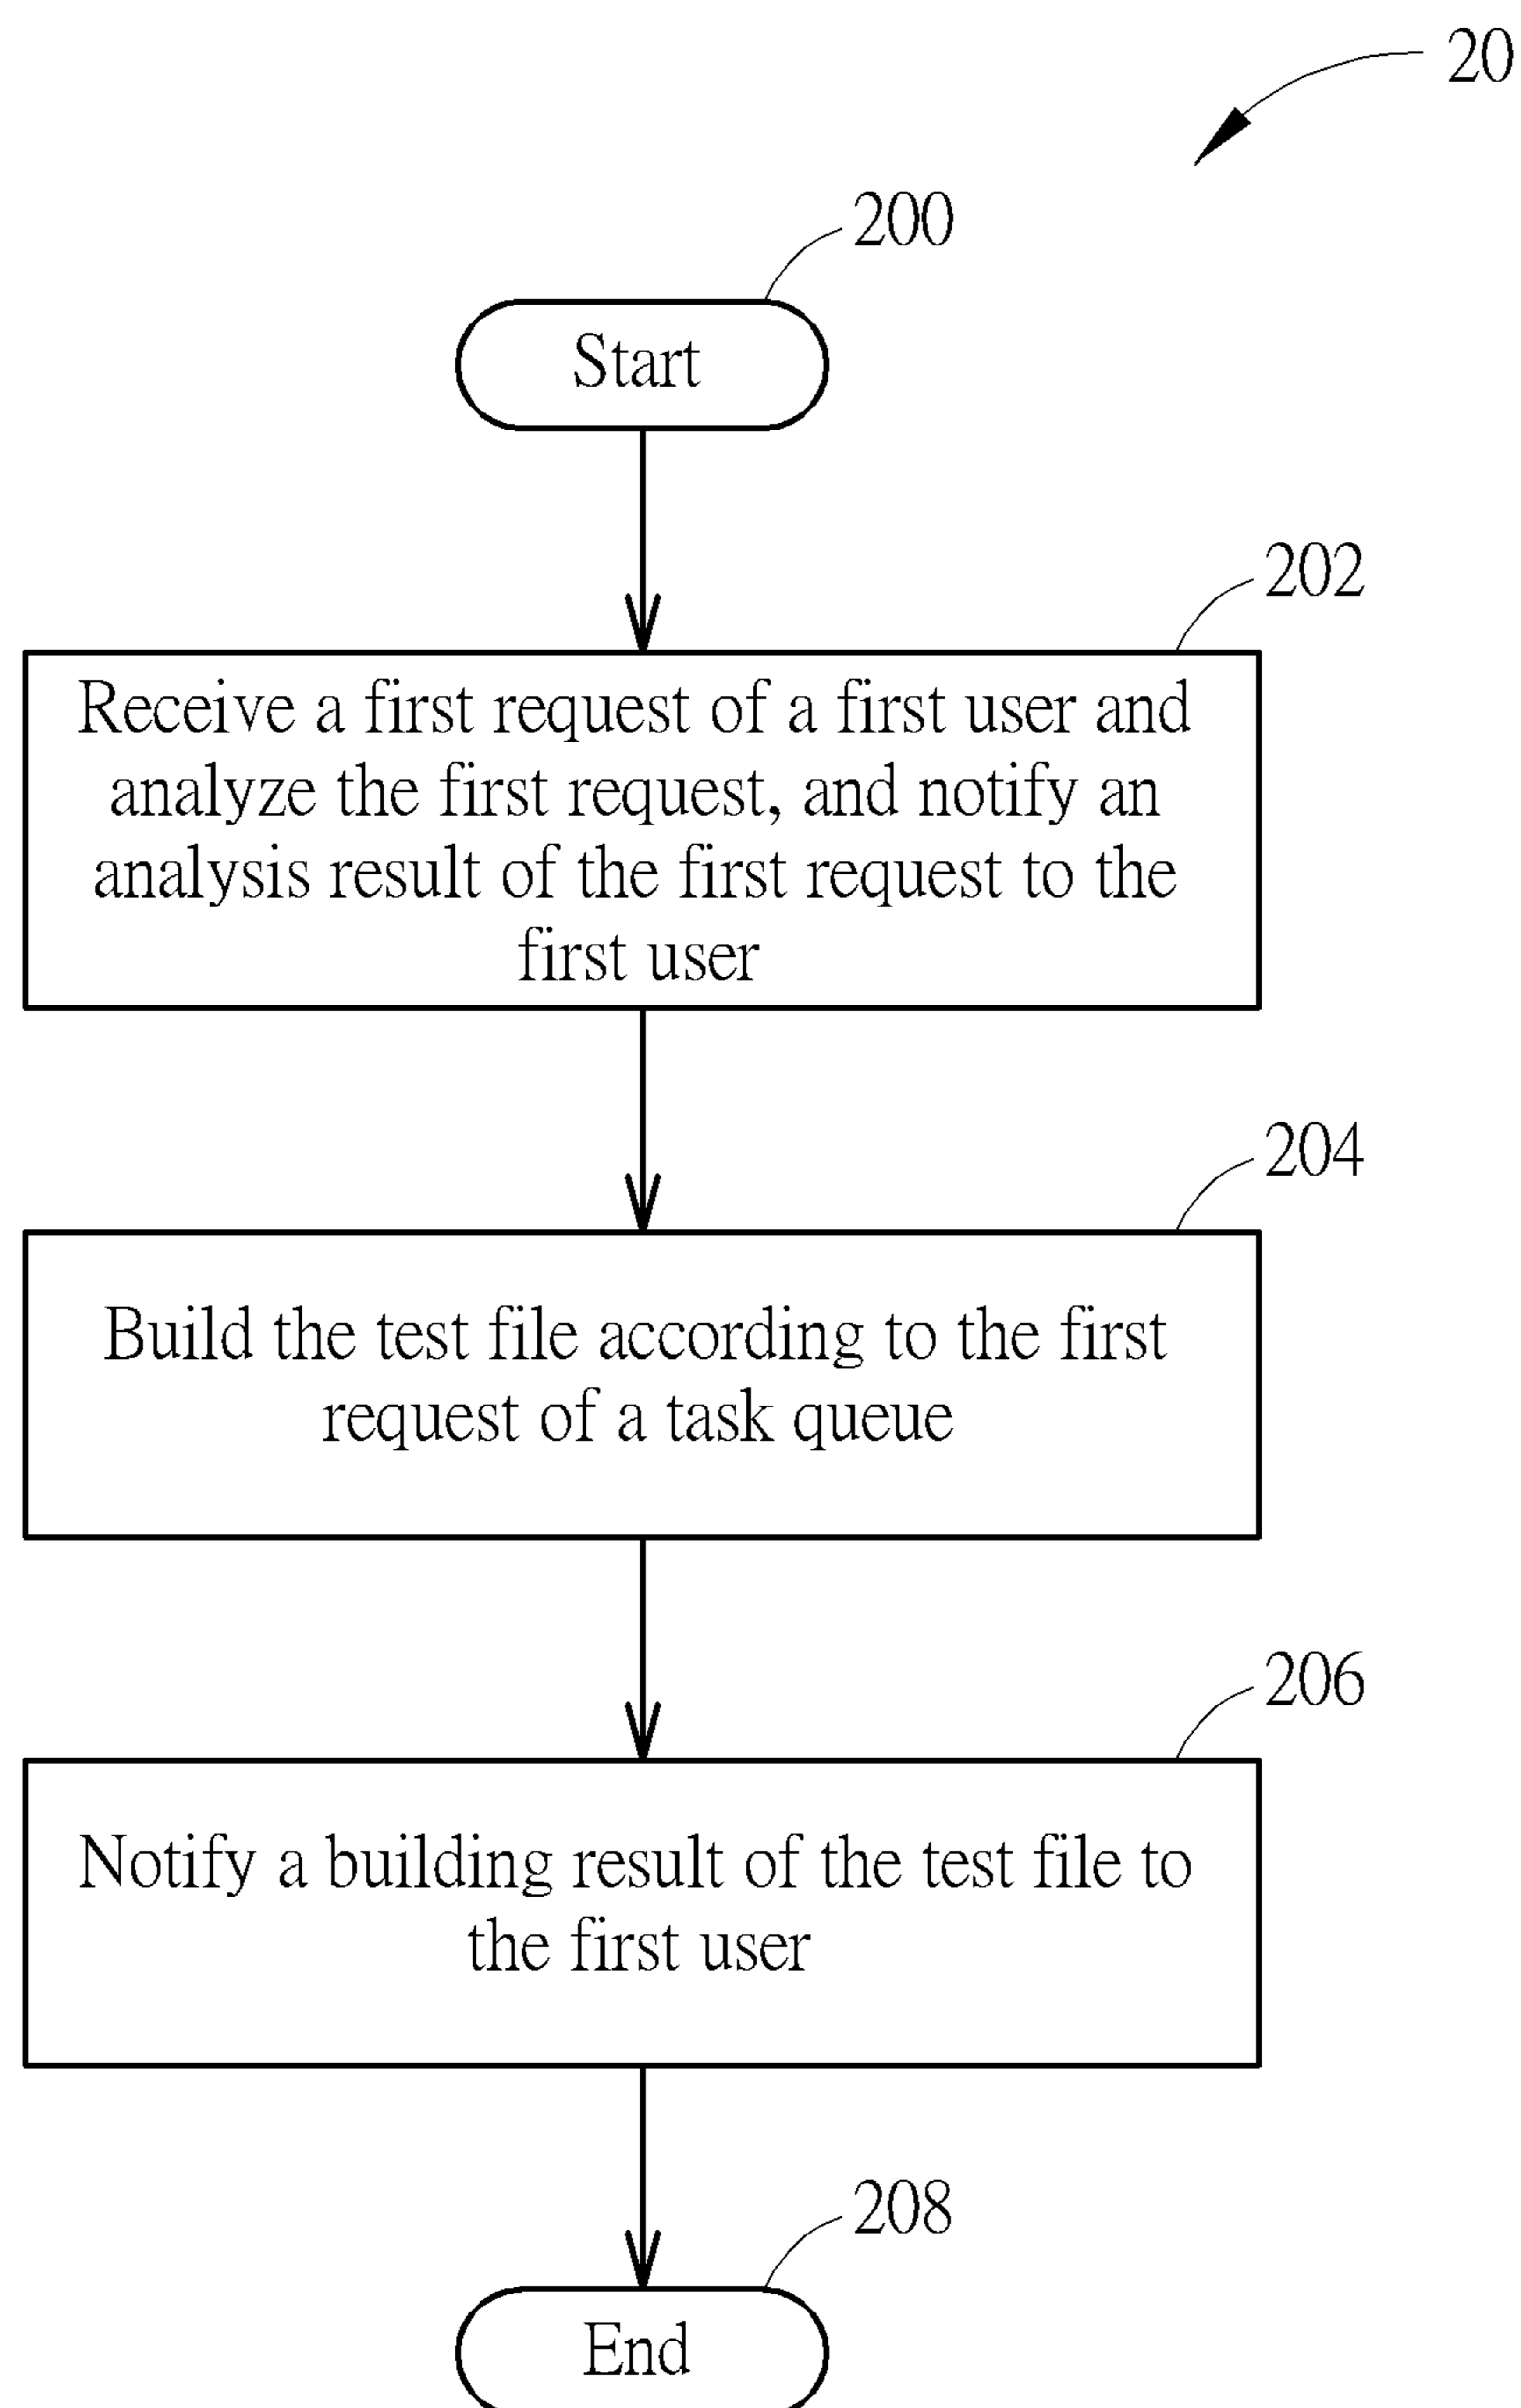 20
200
Start
202
Receive a first request of a first user and
analyze the first request, and notify an
analysis result of the first request to the
first user
204
Build the test file according to the first
request of a task queue
206
Notify a building result of the test file to
the first user
208
End